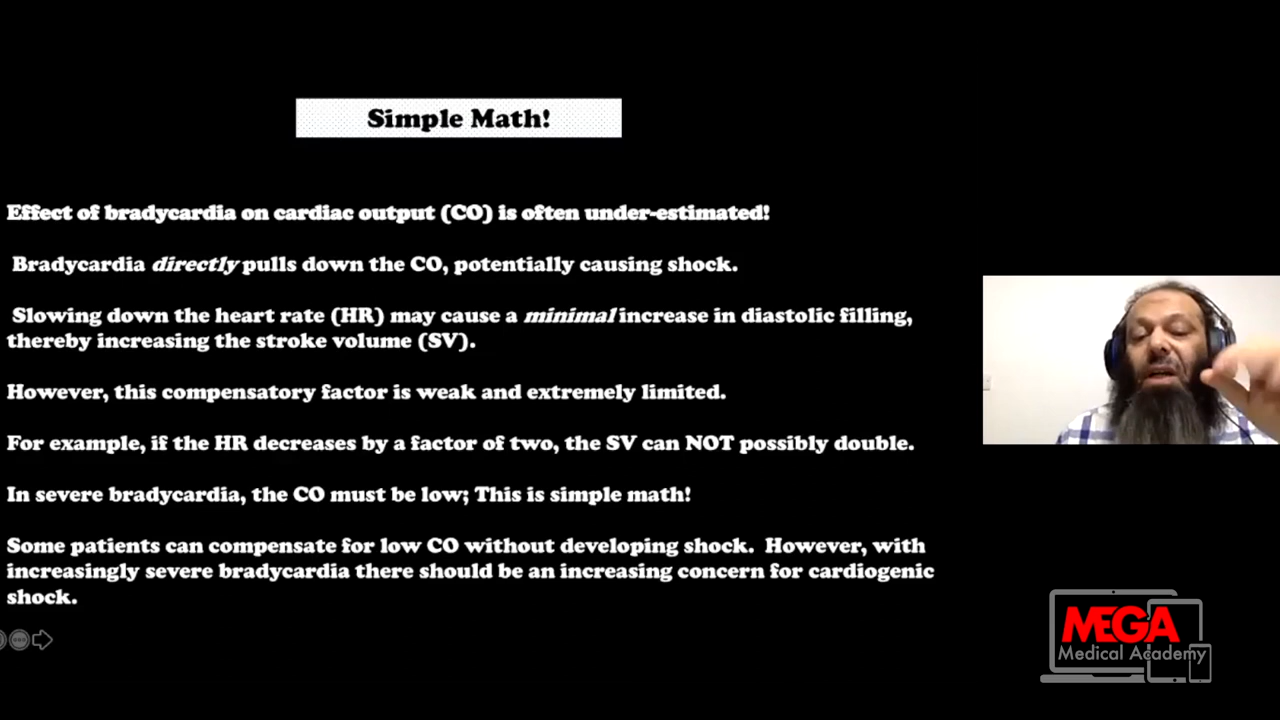 Simple Math!
Effect of bradycardia on cardiac output (CO) is often under-estimated!
Bradycardia directly pulls down the CO, potentially causing shock.
Slowing down the heart rate (HR) may cause a minimal increase in diastolic filling,
thereby increasing the stroke volume (SV).
However, this compensatory factor is weak and extremely limited.
For example, if the HR decreases by a factor of two, the SV can NOT possibly double.
In severe bradycardia, the CO must be low; This is simple math!
Some patients can compensate for low CO without developing shock. However, with
increasingly severe bradycardia there should be an increasing concern for cardiogenic
shock.
MEGA
Medical Academy